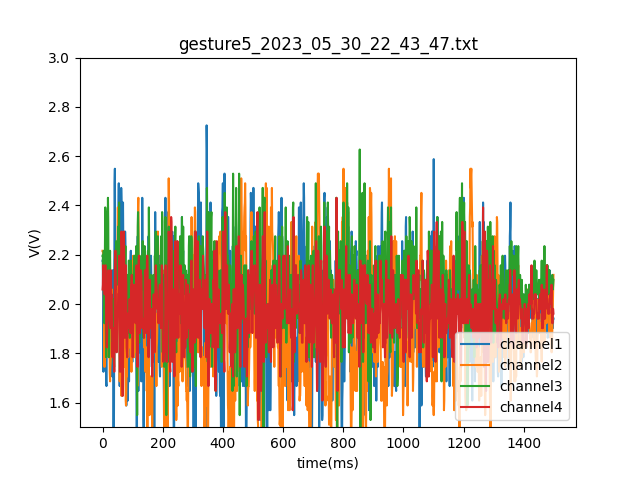 gesture5_2023_05_30_22_43_47.txt
3.0
2.8
2.6
2.4
2.2
2.0
1.8
1.6
V(V)
0 200 400 600 800 1000 1200 1400
time(ms)
channel1
channel2
channel3
channel4